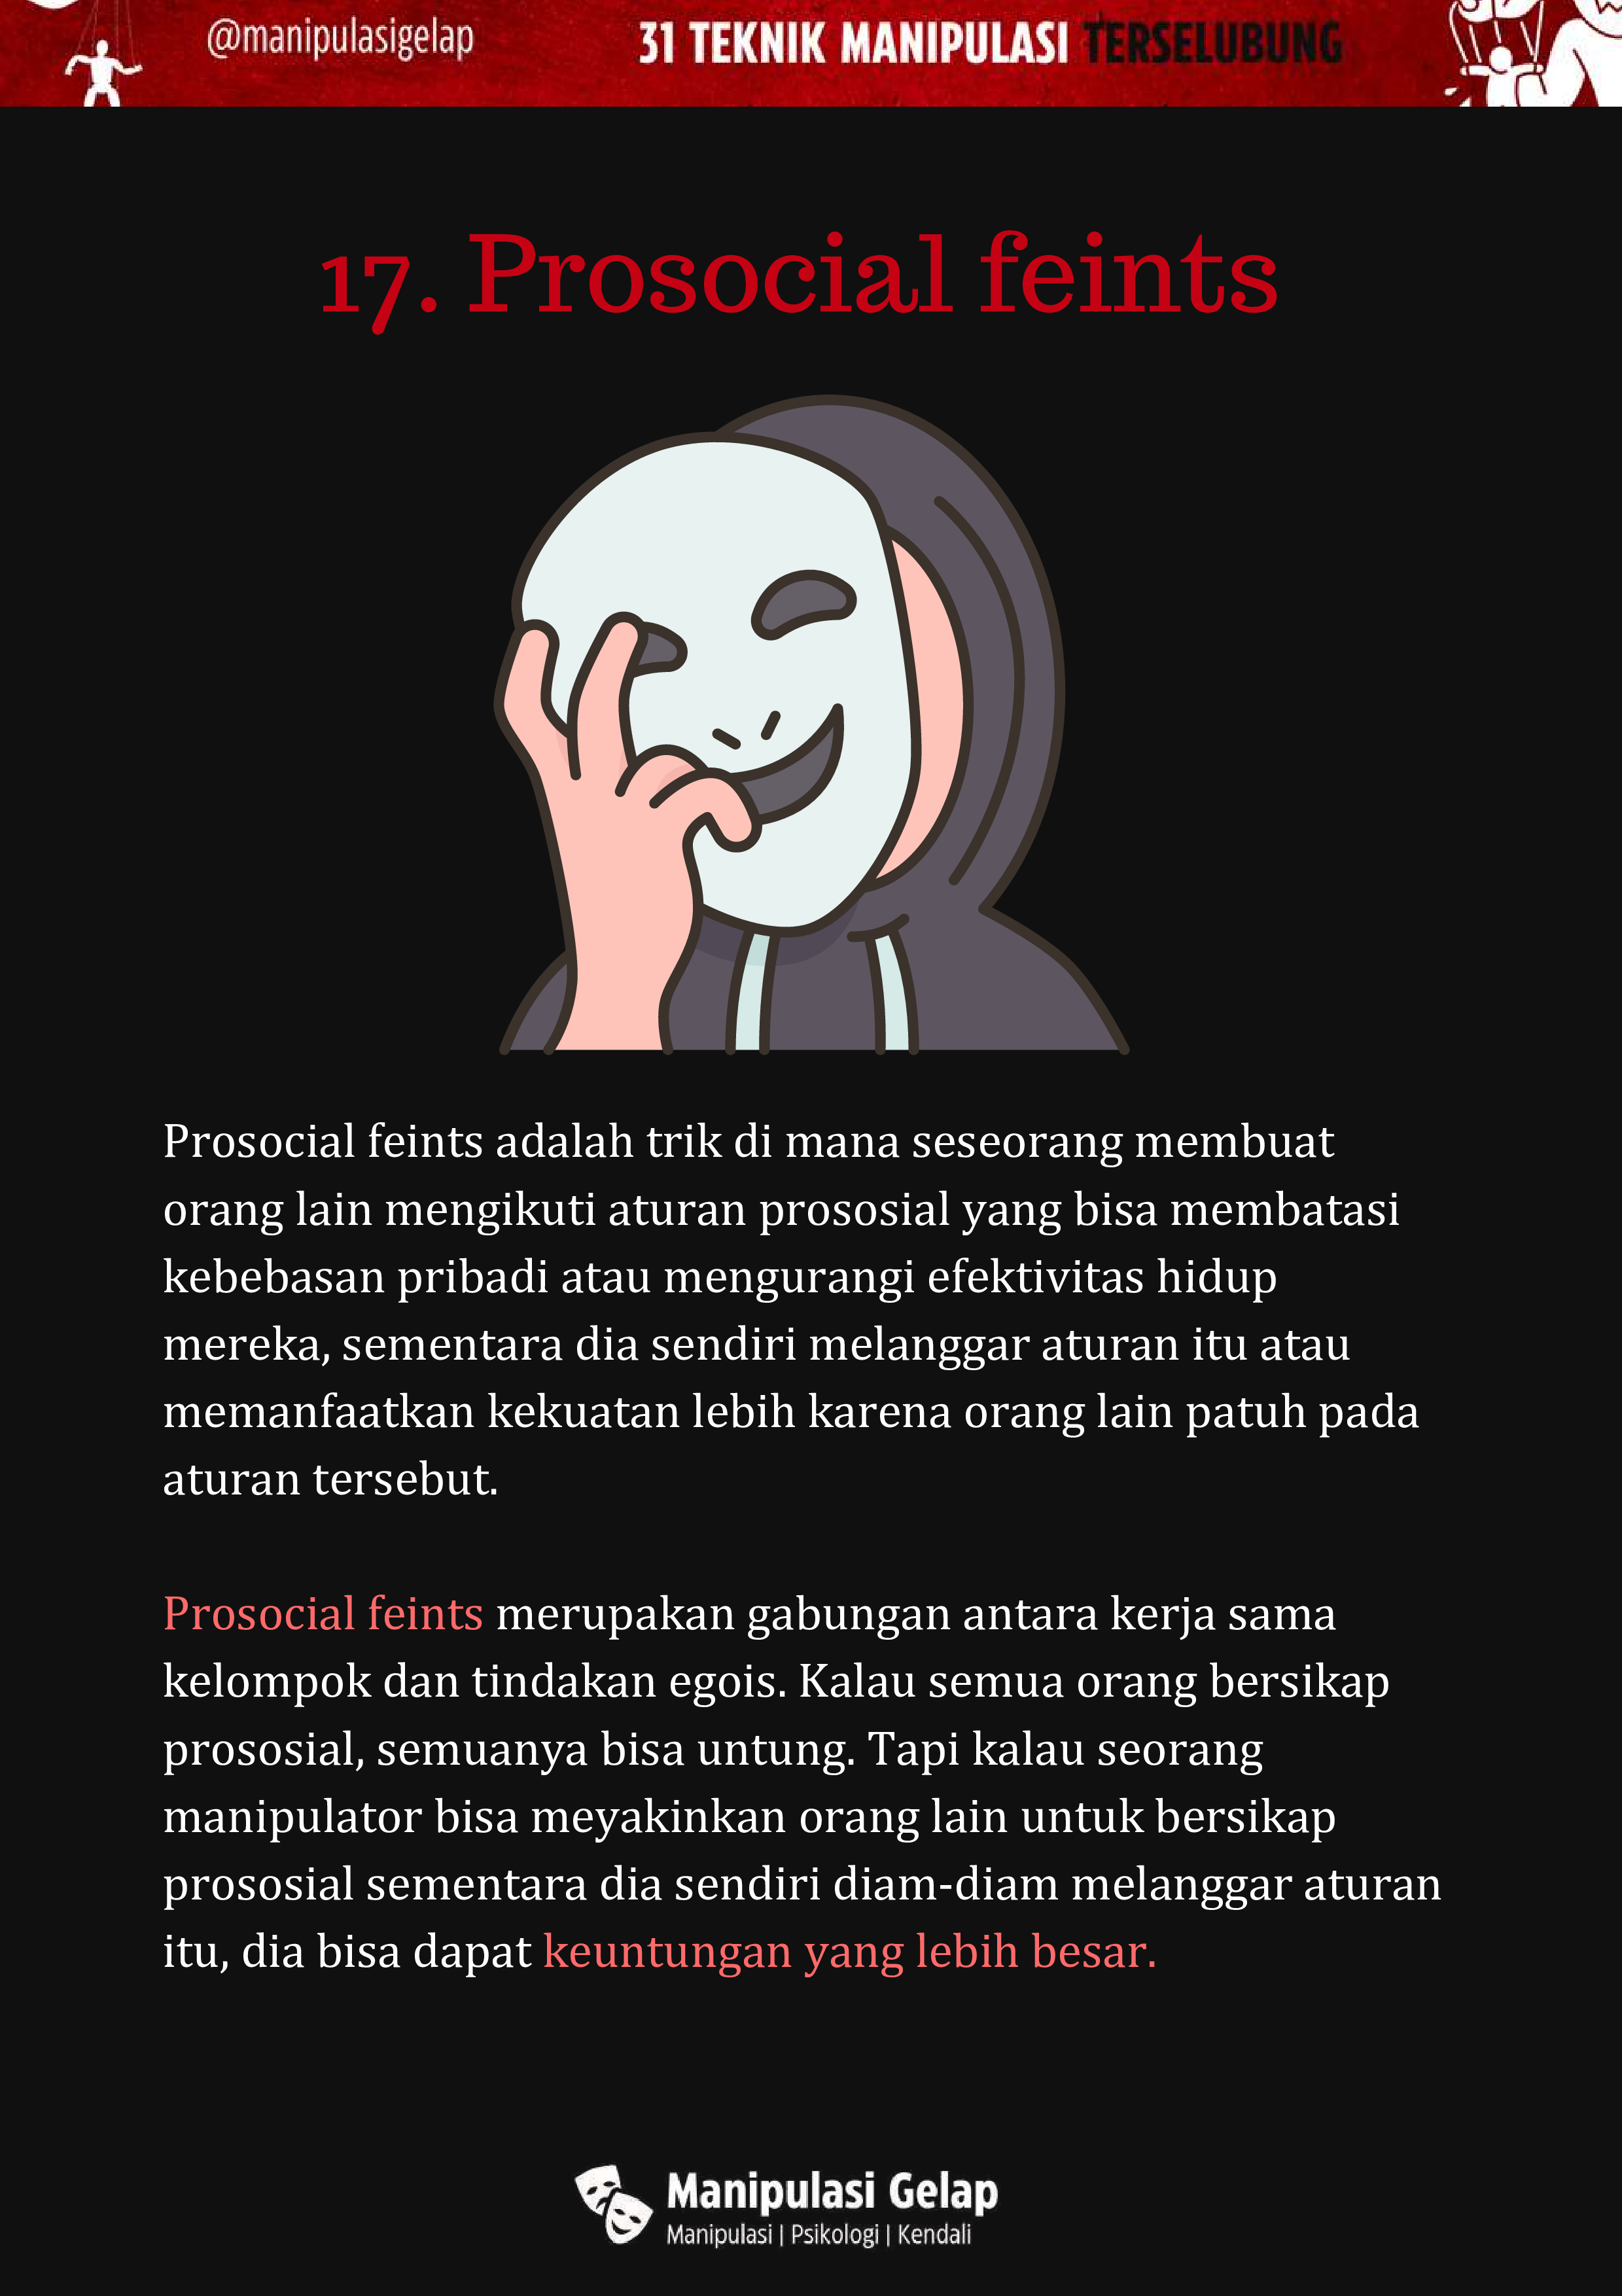 @manipulasigelap
31 TEKNIK MANIPULASI TERSELUBUNG
17. Prosocial feints
Prosocial feints adalah trik di mana seseorang membuat
orang lain mengikuti aturan prososial yang bisa membatasi
kebebasan pribadi atau mengurangi efektivitas hidup
mereka, sementara dia sendiri melanggar aturan itu atau
memanfaatkan kekuatan lebih karena orang lain patuh pada
aturan tersebut.
Prosocial feints merupakan gabungan antara kerja sama
kelompok dan tindakan egois. Kalau semua orang bersikap
prososial, semuanya bisa untung. Tapi kalau seorang
manipulator bisa meyakinkan orang lain untuk bersikap
prososial sementara dia sendiri diam-diam melanggar aturan
itu, dia bisa dapat keuntungan yang lebih besar.
Manipulasi Gelap
Manipulasi | Psikologi | Kendali